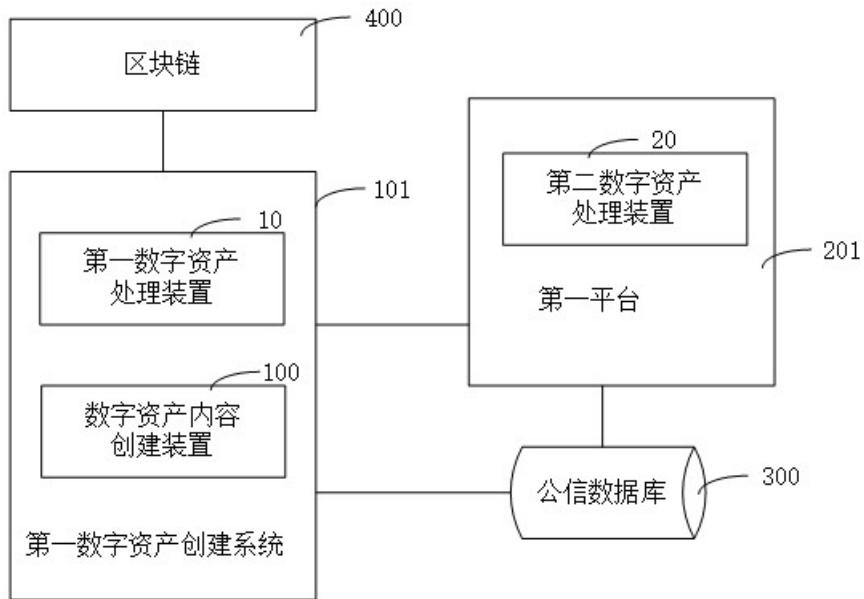 400
区块链
101
10
第一数字资产
处理装置
100
数字资产内容
创建装置
第一数字资产创建系统
20
第二数字资产
处理装置
201
第一平台
公信数据库
300